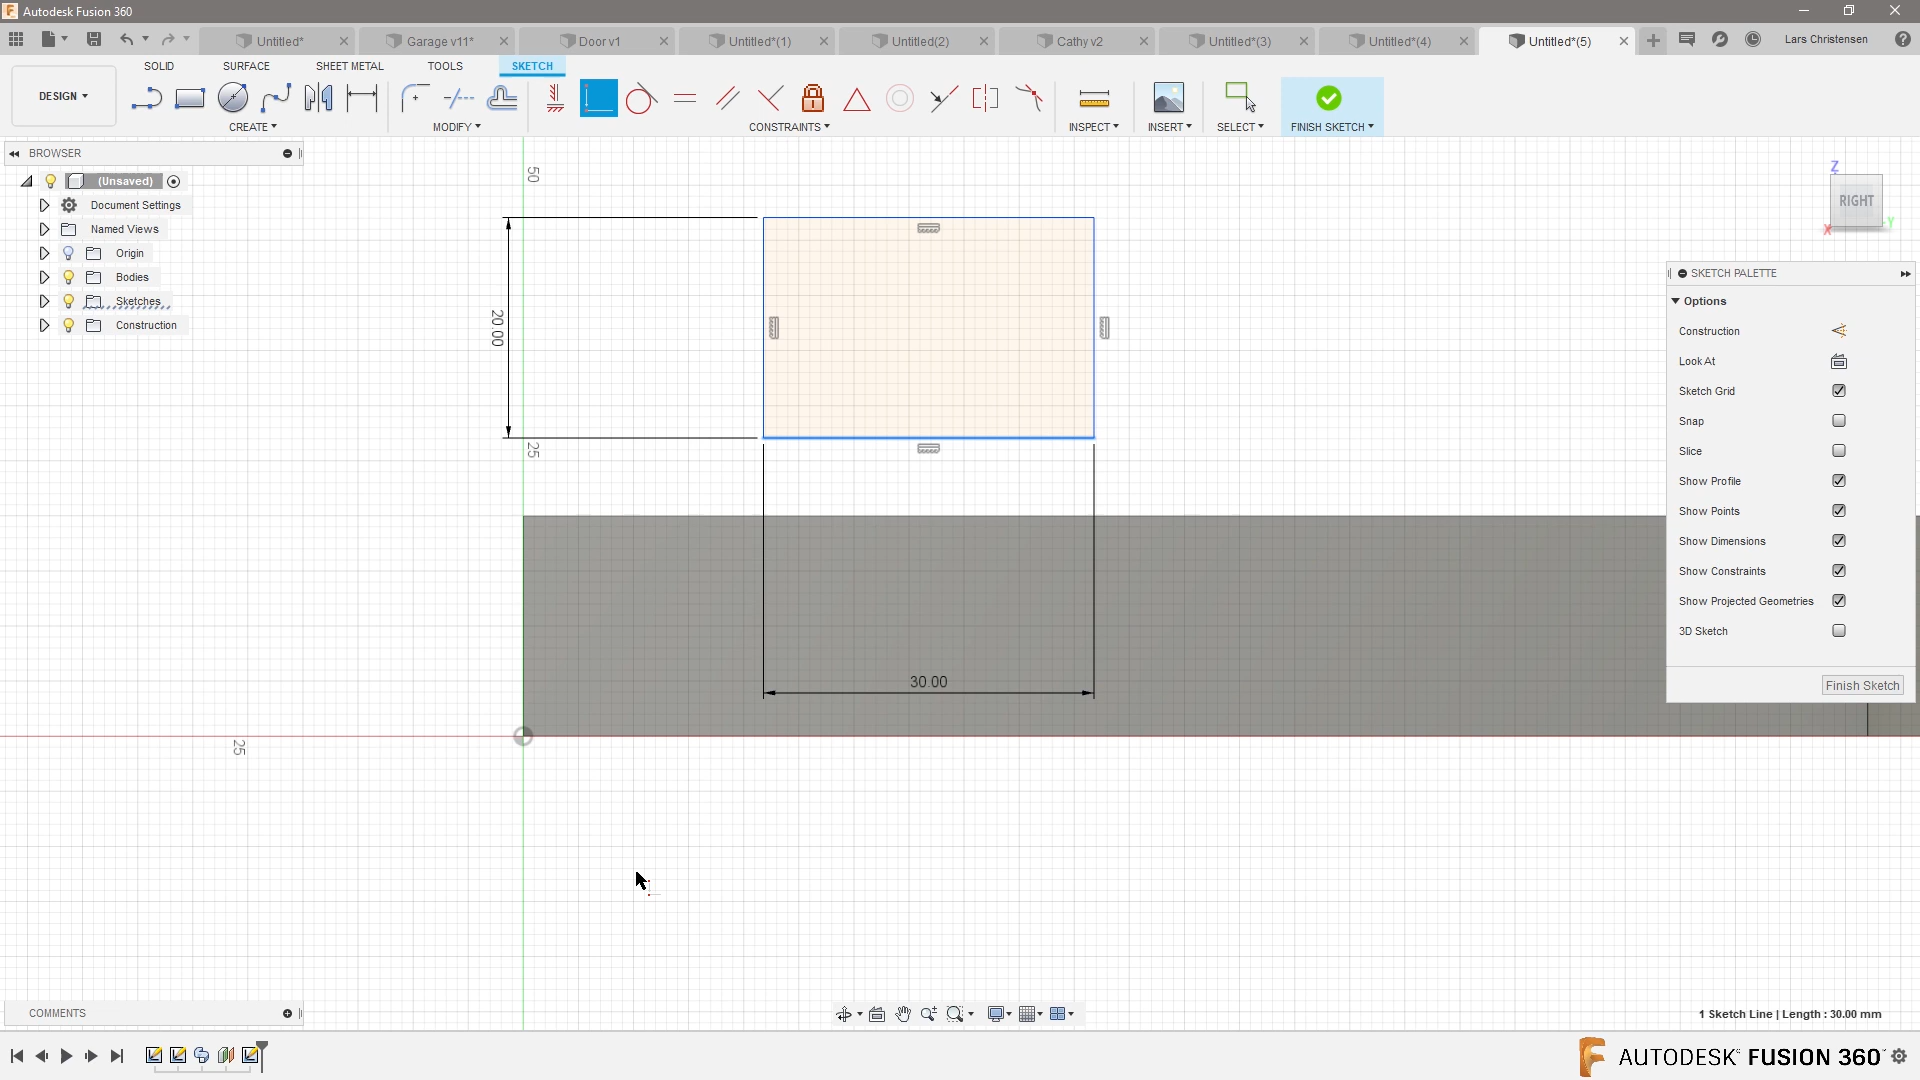 Autodesk Fusion 360
Untitled*
Garage v11*
Door v1
Untitled*(1)
Untitled(2)
Cathy v2
Untitled*(3)
Untitled*(4)
Untitled*(5)
Lars Christensen
DESIGN
SOLID
SURFACE
SHEET METAL
TOOLS
SKETCH
CREATE
MODIFY
CONSTRAINTS
INSPECT
INSERT
SELECT
FINISH SKETCH
BROWSER
(Unsaved)
Document Settings
Named Views
Origin
Bodies
Sketches
Construction
50
20.00
25
30.00
25
Z
RIGHT
Y
X
SKETCH PALETTE
Options
Construction
Look At
Sketch Grid
Snap
Slice
Show Profile
Show Points
Show Dimensions
Show Constraints
Show Projected Geometries
3D Sketch
Finish Sketch
COMMENTS
1 Sketch Line | Length : 30.00 mm
AUTODESK FUSION 360